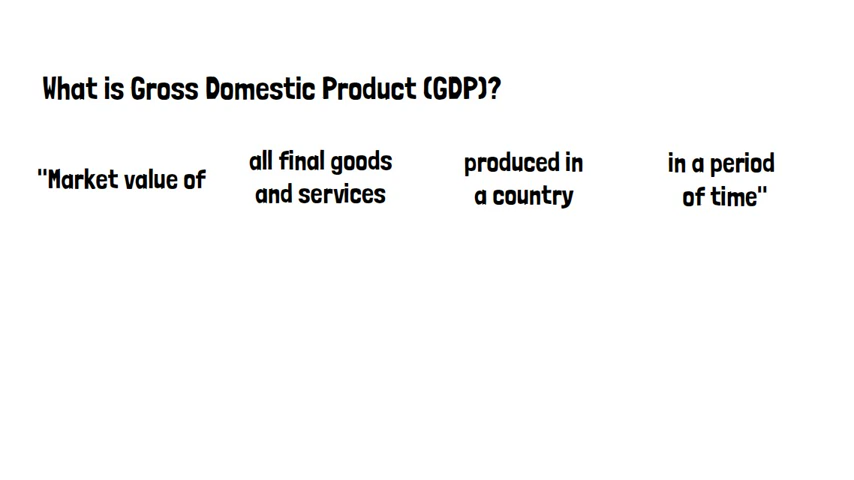 What is Gross Domestic Product (GDP)?
"Market value of
all final goods
and services
produced in
a country
in a period
of time"